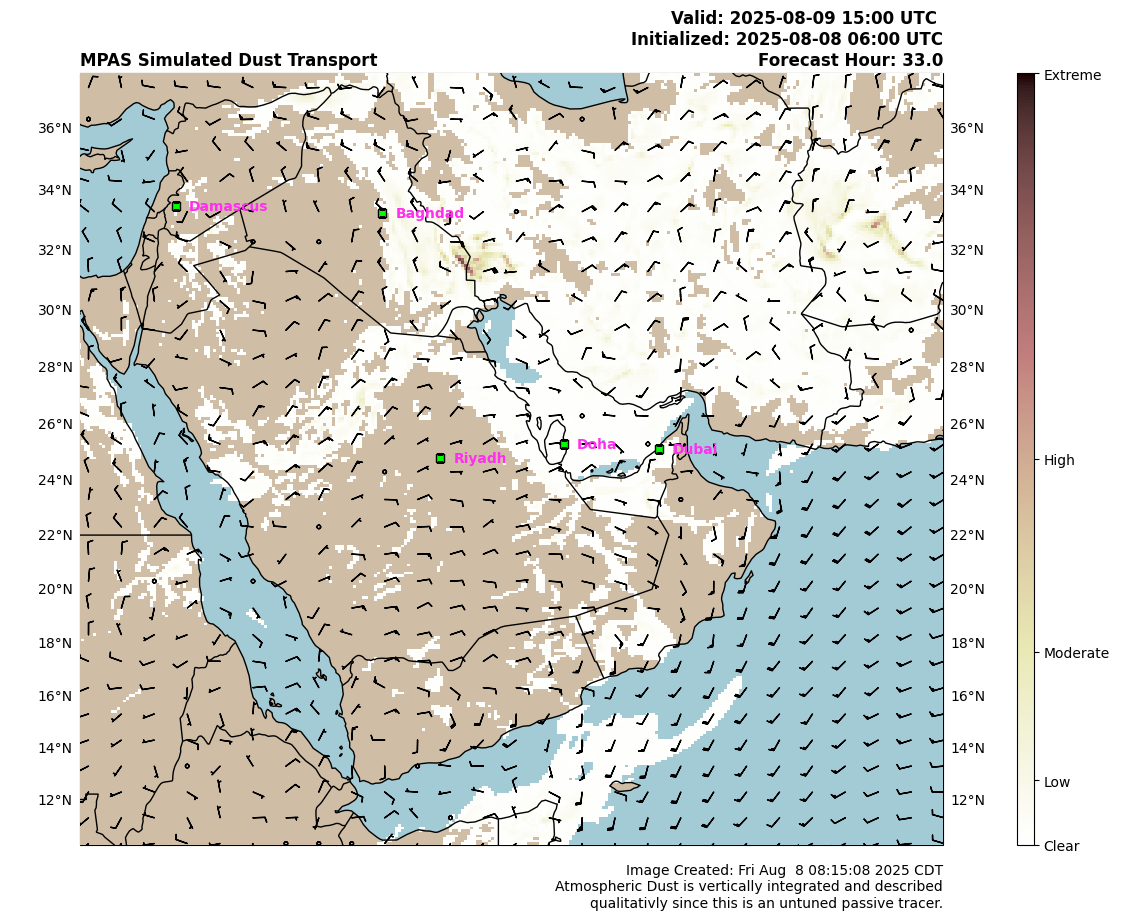 Valid: 2025-08-09 15:00 UTC
Initialized: 2025-08-08 06:00 UTC
MPAS Simulated Dust Transport
Forecast Hour: 33.0
Extreme
36°N
36°N
34°N
34°N
Damascus
Baghdad
32°N
32°N
30°N
30°N
28°N
28°N
26°N
26°N
Doha
Dubai
Riyadh
High
24°N
24°N
22°N
22°N
20°N
20°N
18°N
18°N
Moderate
16°N
16°N
14°N
14°N
Low
12°N
12°N
Clear
Image Created: Fri Aug  8 08:15:08 2025 CDT
Atmospheric Dust is vertically integrated and described
qualitativly since this is an untuned passive tracer.